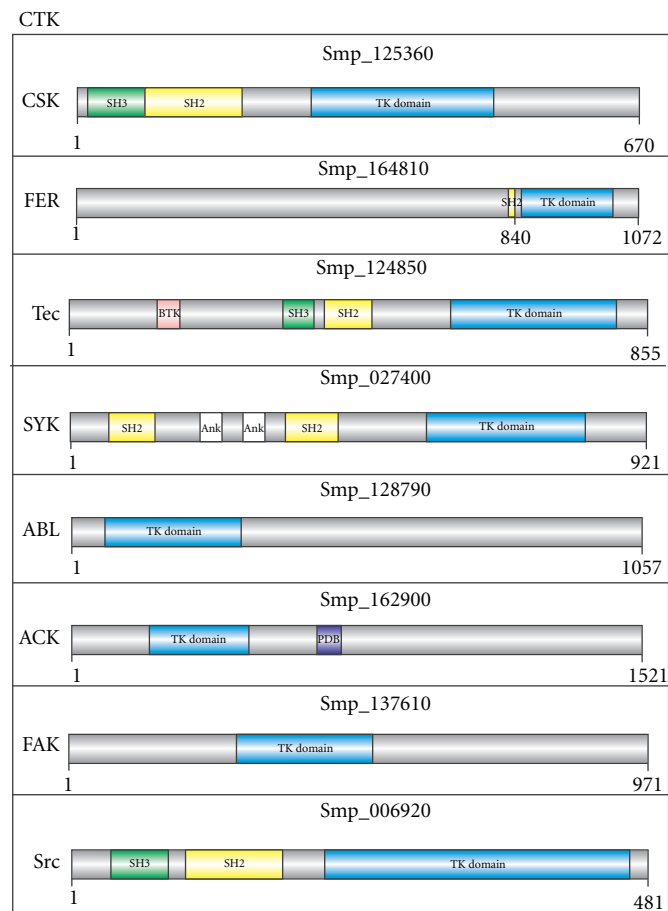 CTK
Smp_125360
CSK
SH3 SH2 TK domain
1 670
Smp_164810
FER
SH2 TK domain
1 840 1072
Smp_124850
Tec
BTK SH3 SH2 TK domain
1 855
Smp_027400
SYK
SH2 Ank Ank SH2 TK domain
1 921
Smp_128790
ABL
TK domain
1 1057
Smp_162900
ACK
TK domain PDB
1 1521
Smp_137610
FAK
TK domain
1 971
Smp_006920
Src
SH3 SH2 TK domain
1 481